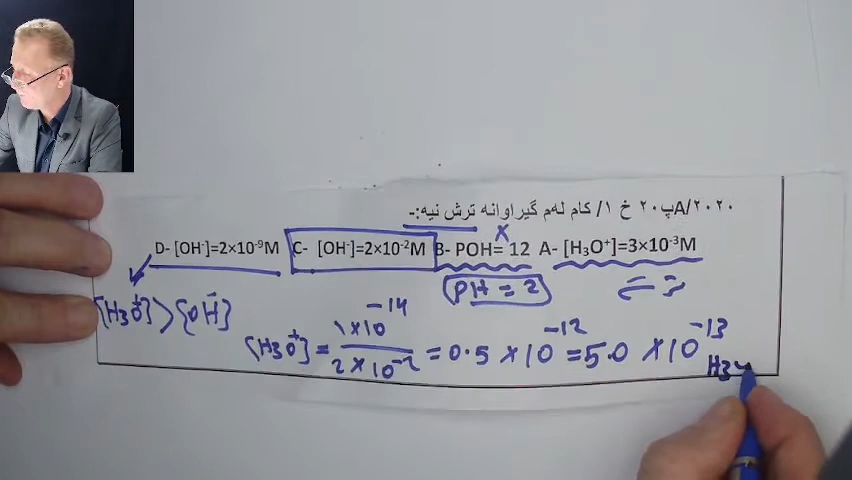 A/٢٠٢٠پ٢٠ خ ١/ کام لەم گیراوانە ترش نیە:-
A- [H₃O⁺]=3×10⁻³M B- POH= 12 C- [OH⁻]=2×10⁻²M D- [OH⁻]=2×10⁻⁹M
x
PH = 2
[H3O⁺] > [OH⁻]
[H3O⁺] = 1×10⁻¹⁴ / 2×10⁻² = 0.5 ×10⁻¹² = 5.0 ×10⁻¹³
H3